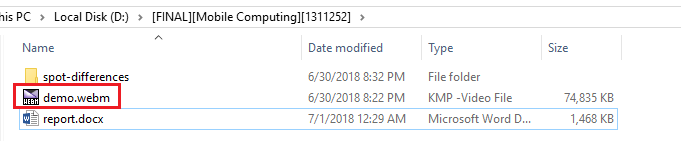 his PC > Local Disk (D:) > [FINAL][Mobile Computing][1311252] >
Name Date modified Type Size
spot-differences 6/30/2018 8:32 PM File folder
WEBM demo.webm 6/30/2018 8:22 PM KMP -Video File 74,835 KB
report.docx 7/1/2018 12:29 AM Microsoft Word D... 1,468 KB